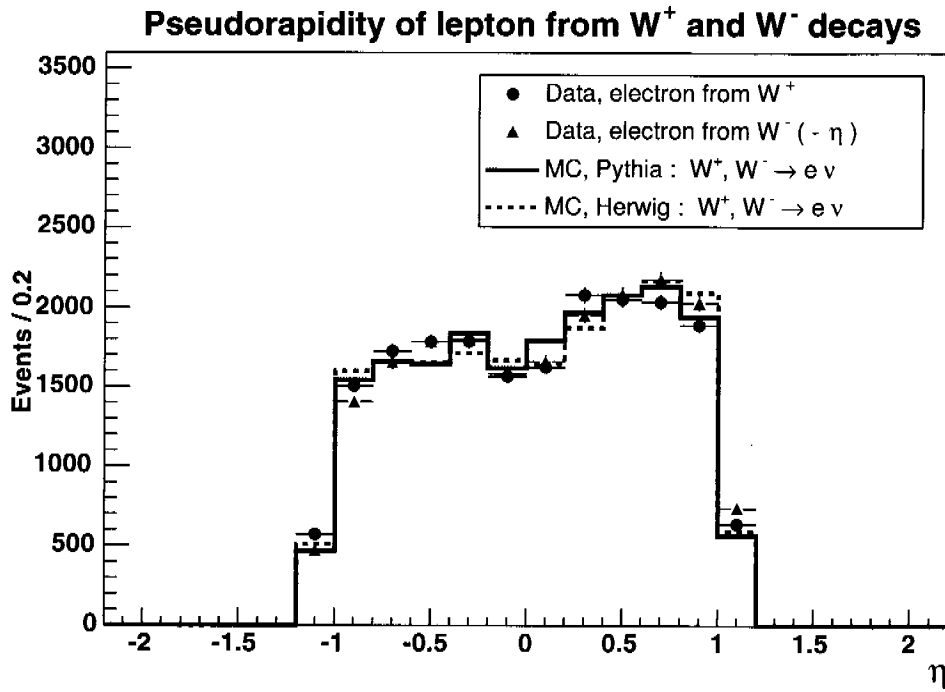 Pseudorapidity of lepton from W⁺ and W⁻ decays
3500
3000
2500
2000
1500
1000
500
0
Events / 0.2
Data, electron from W⁺
Data, electron from W⁻ ( - η)
MC, Pythia : W⁺, W⁻ → e ν
MC, Herwig : W⁺, W⁻ → e ν
-2 -1.5 -1 -0.5 0 0.5 1 1.5 2
η